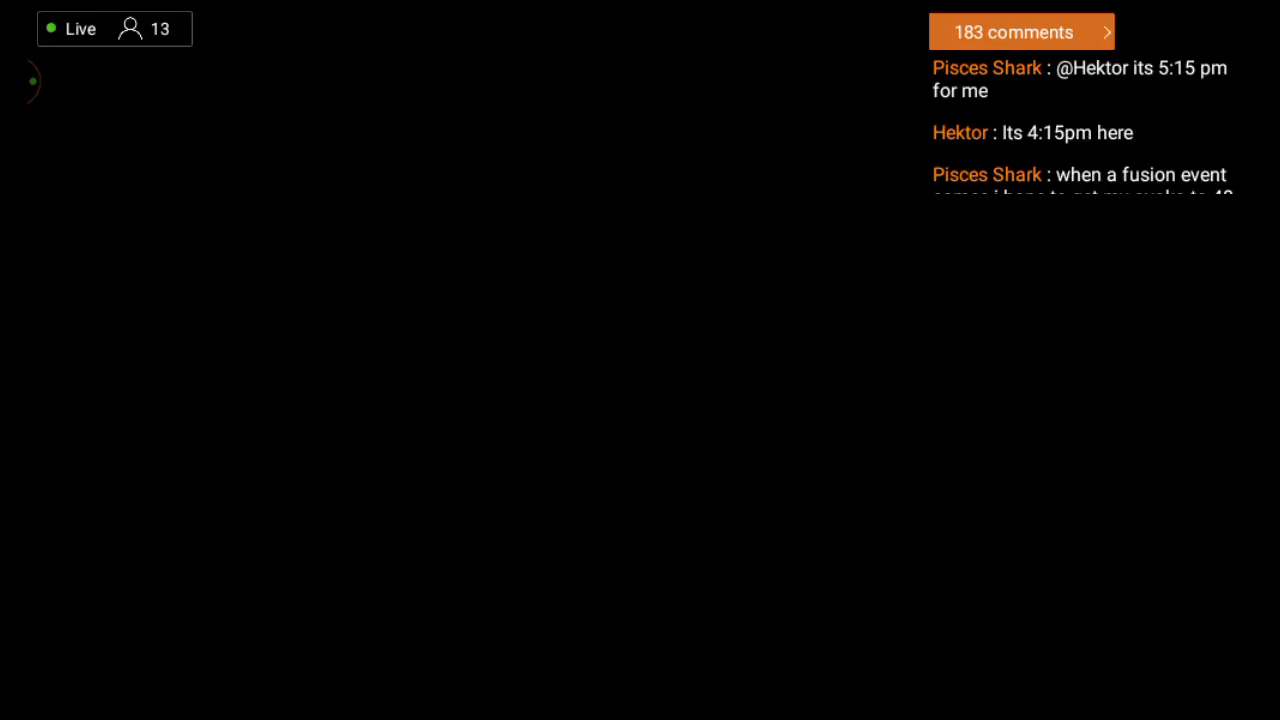 Live 13
183 comments
Pisces Shark : @Hektor its 5:15 pm
for me
Hektor : Its 4:15pm here
Pisces Shark : when a fusion event